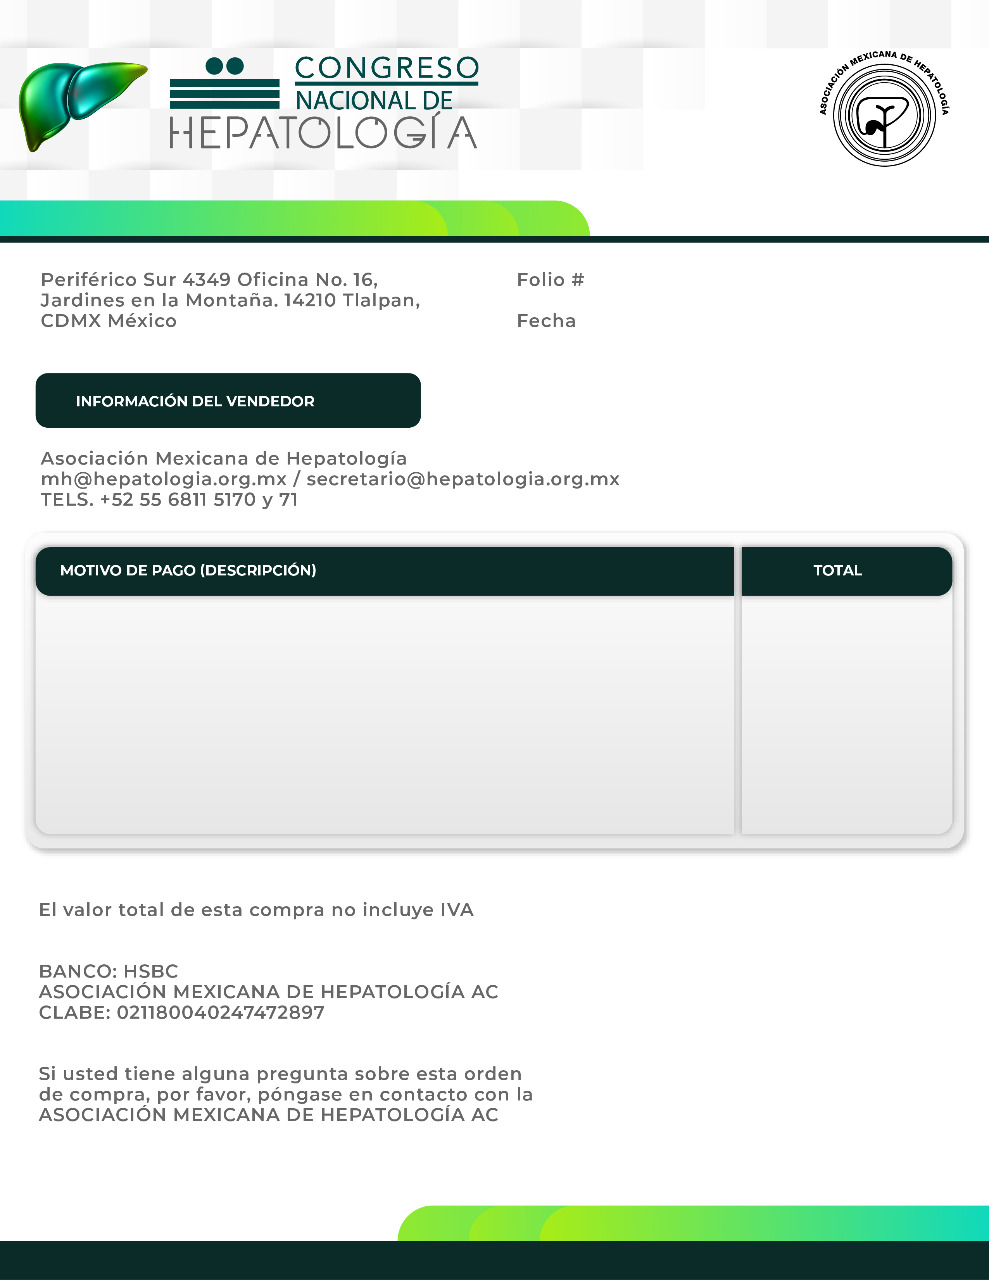 CONGRESO
NACIONAL DE
HEPATOLOGÍA
ASOCIACIÓN MEXICANA DE HEPATOLOGÍA
Periférico Sur 4349 Oficina No. 16,
Jardines en la Montaña. 14210 Tlalpan,
CDMX México
Folio #
Fecha
INFORMACIÓN DEL VENDEDOR
Asociación Mexicana de Hepatología
mh@hepatologia.org.mx / secretario@hepatologia.org.mx
TELS. +52 55 6811 5170 y 71
MOTIVO DE PAGO (DESCRIPCIÓN)
TOTAL
El valor total de esta compra no incluye IVA
BANCO: HSBC
ASOCIACIÓN MEXICANA DE HEPATOLOGÍA AC
CLABE: 021180040247472897
Si usted tiene alguna pregunta sobre esta orden
de compra, por favor, póngase en contacto con la
ASOCIACIÓN MEXICANA DE HEPATOLOGÍA AC